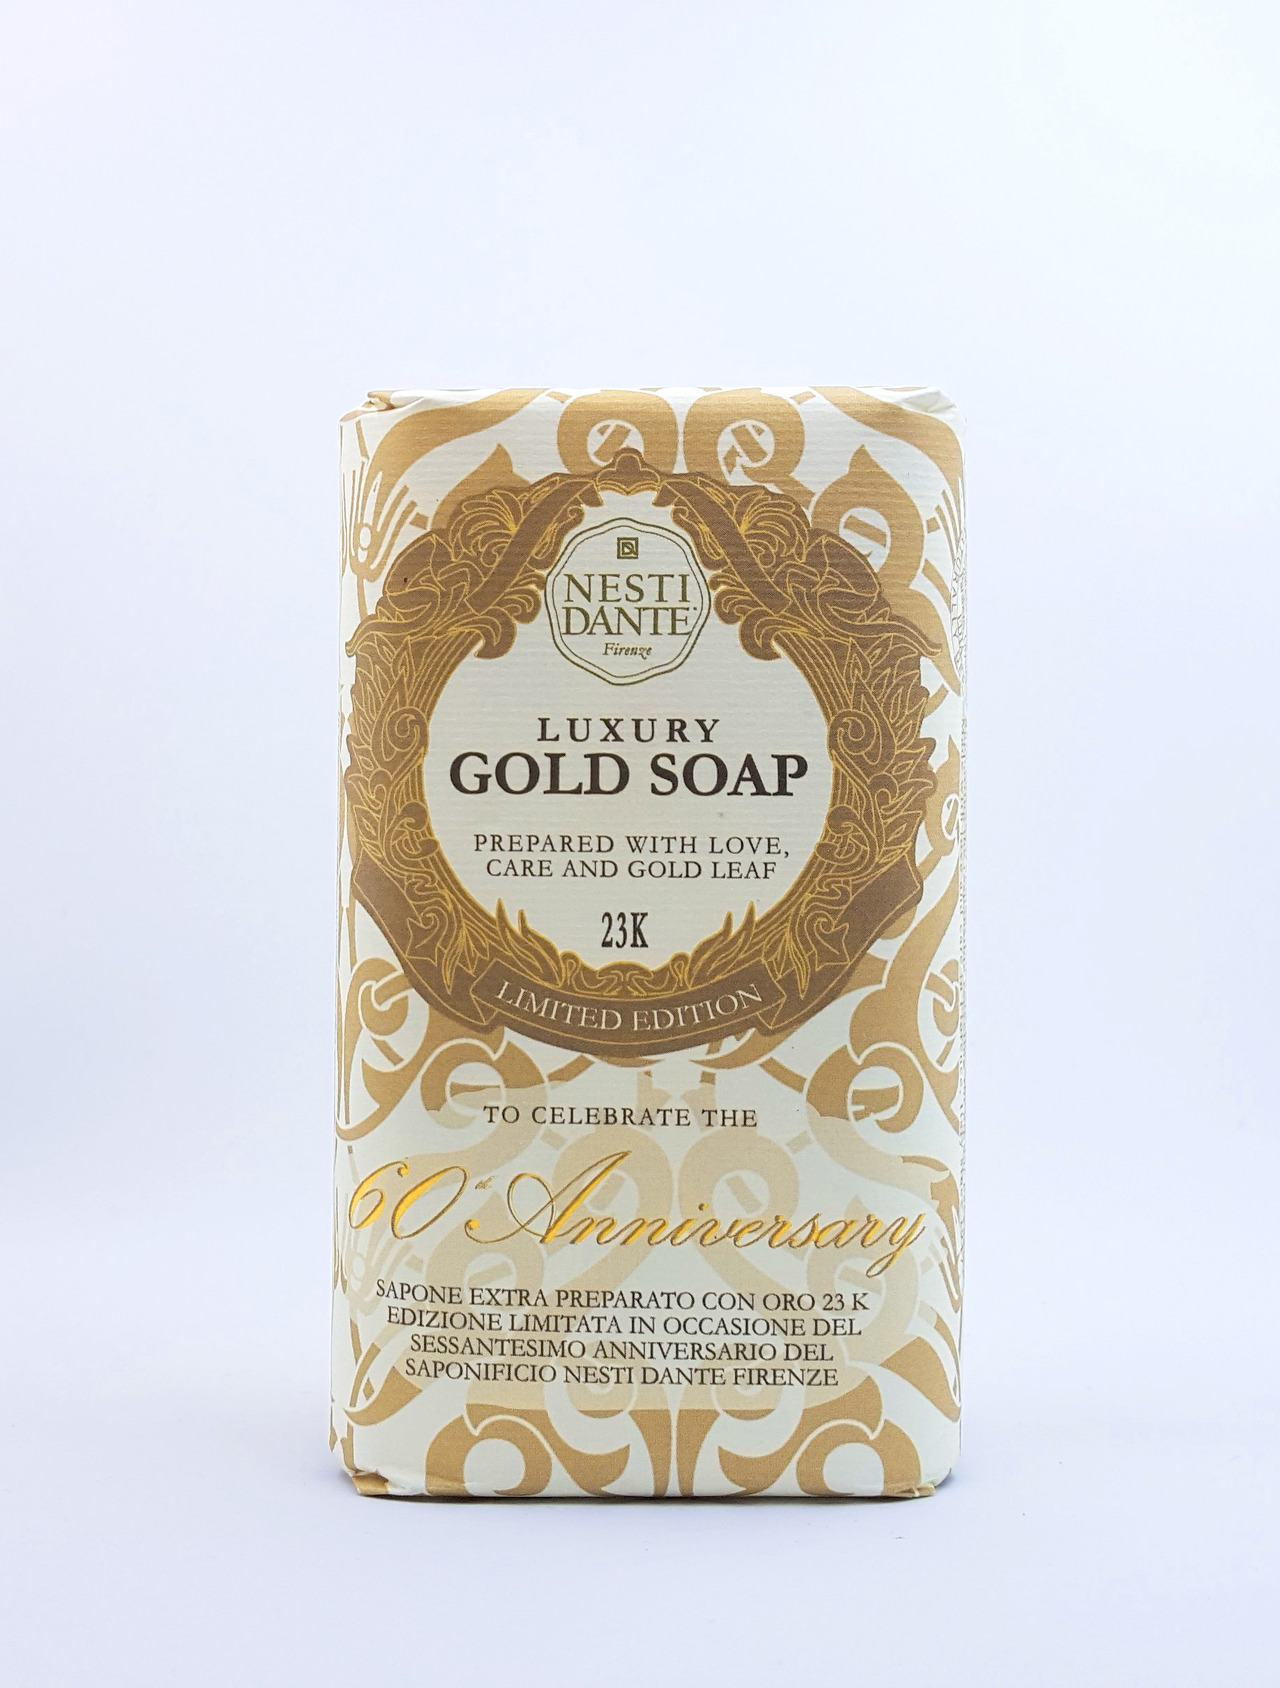 NESTI
DANTE
Firenze
LUXURY
GOLD SOAP
PREPARED WITH LOVE,
CARE AND GOLD LEAF
23K
LIMITED EDITION
TO CELEBRATE THE
60th Anniversary
SAPONE EXTRA PREPARATO CON ORO 23 K
EDIZIONE LIMITATA IN OCCASIONE DEL
SESSANTESIMO ANNIVERSARIO DEL
SAPONIFICIO NESTI DANTE FIRENZE